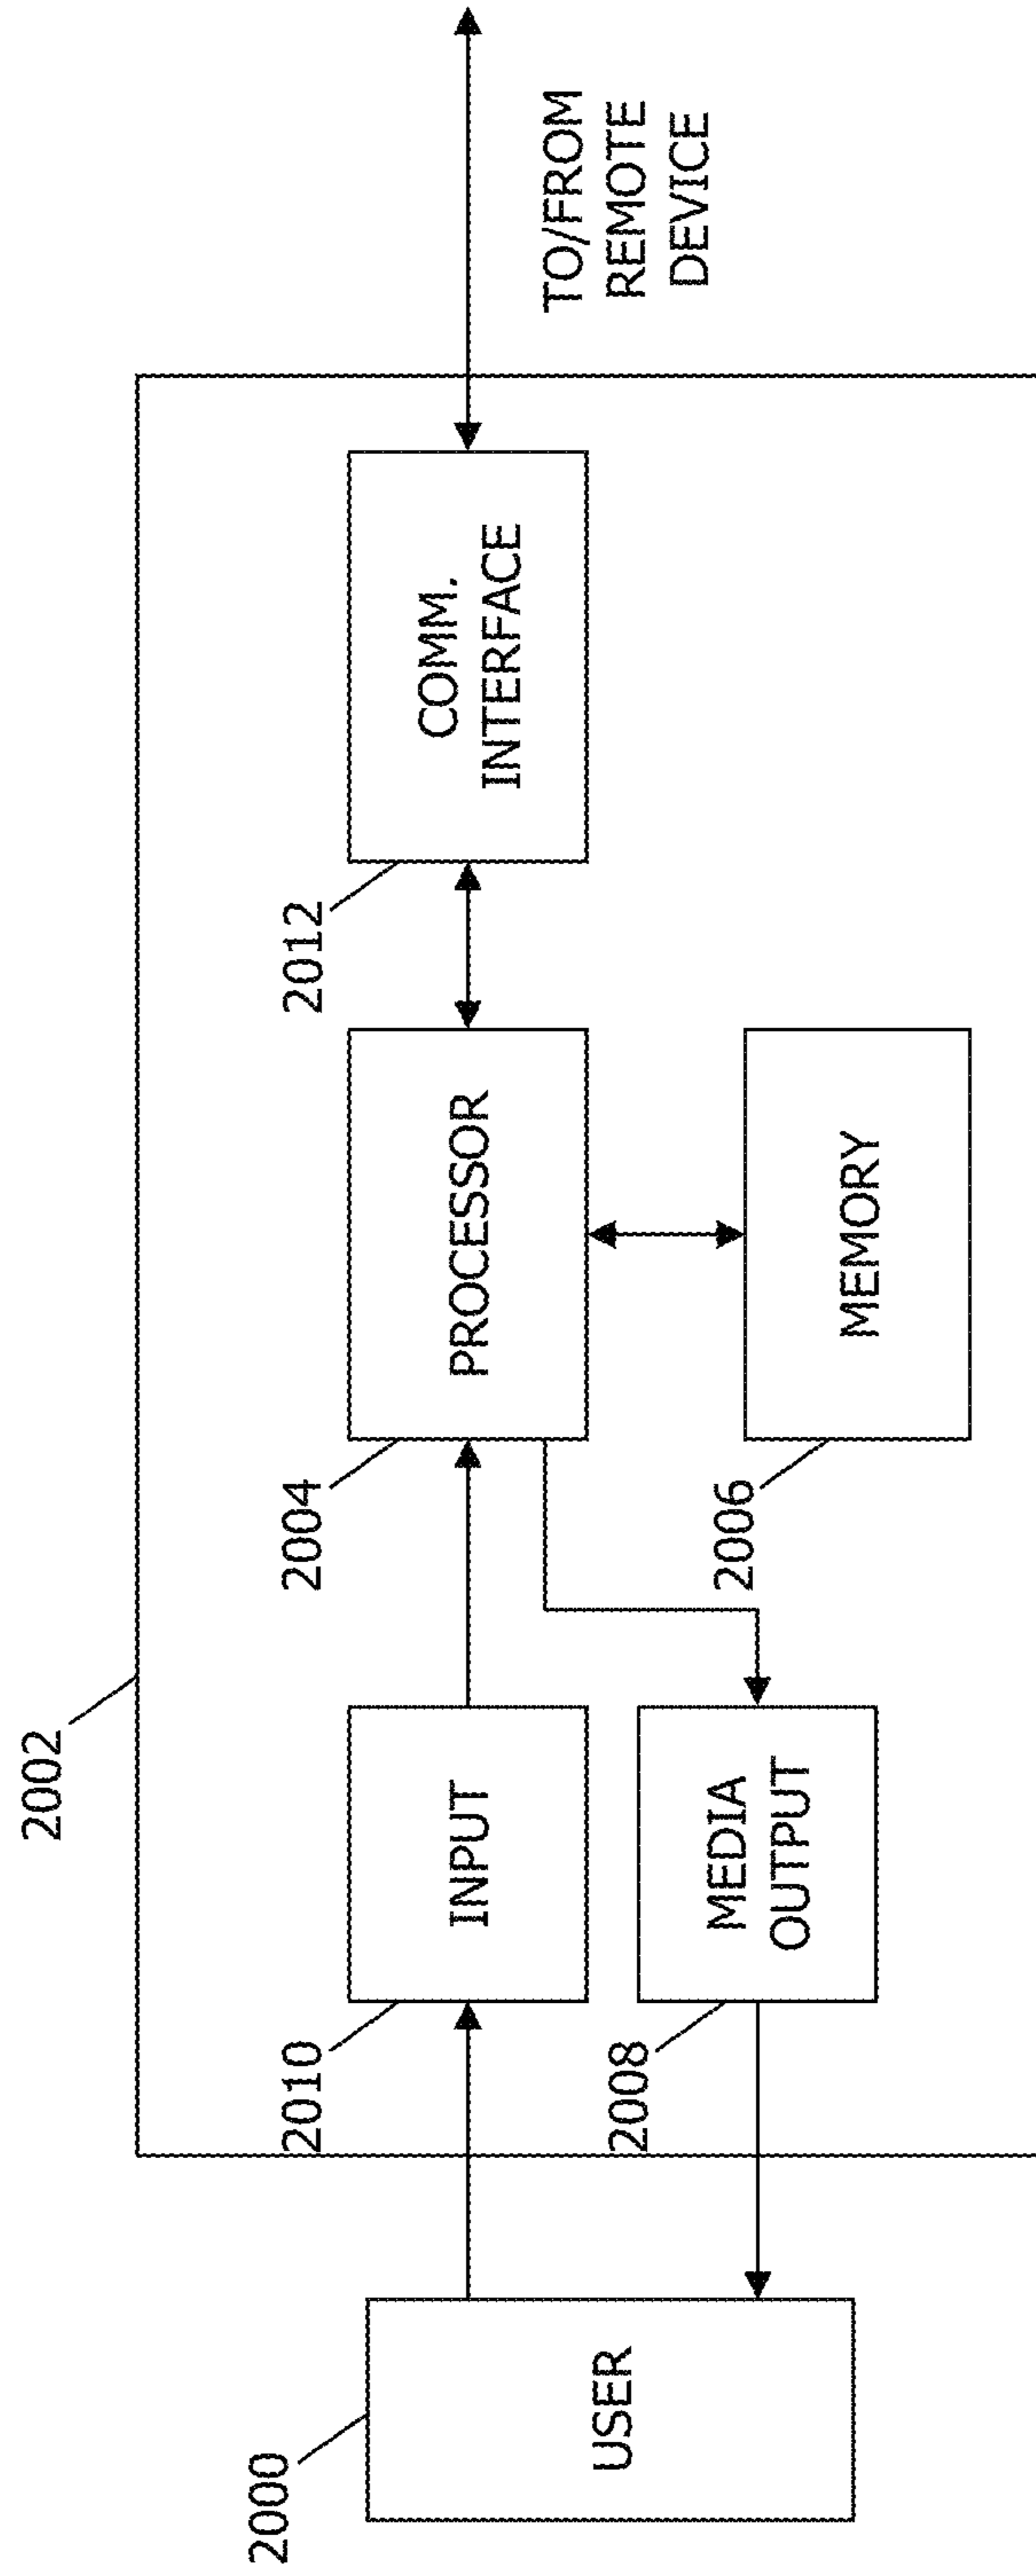 2002
2000
USER
2010
INPUT
2008
MEDIA
OUTPUT
2004
PROCESSOR
2006
MEMORY
2012
COMM.
INTERFACE
TO/FROM
REMOTE
DEVICE